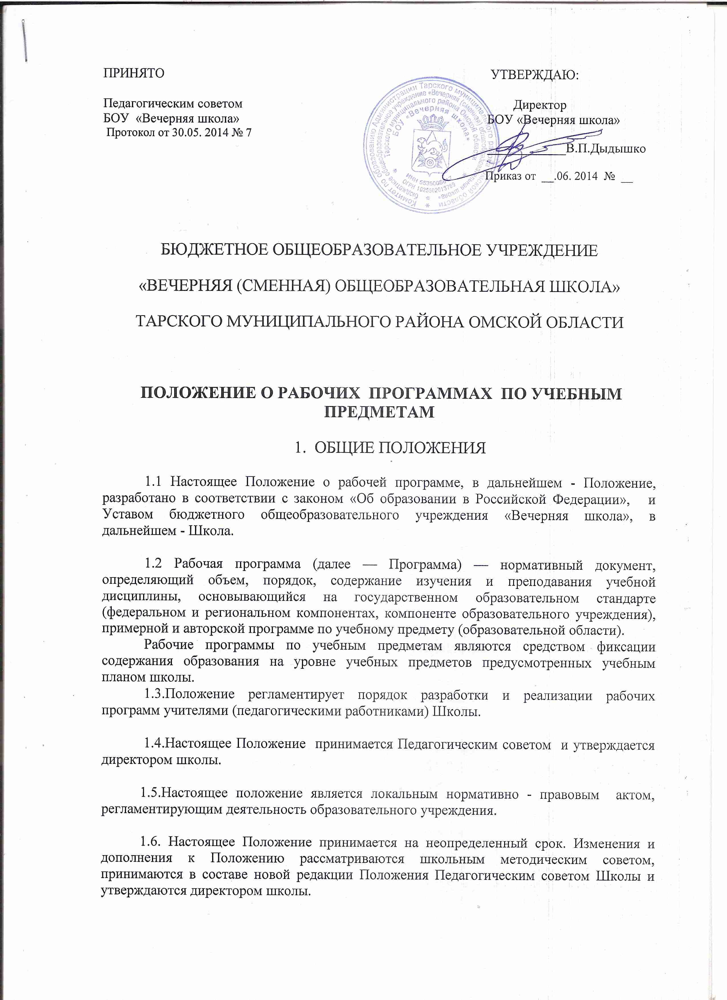 ПРИНЯТО
УТВЕРЖДАЮ:
Педагогическим советом
БОУ «Вечерняя школа»
Протокол от 30.05. 2014 № 7
Директор
БОУ «Вечерняя школа»
____________В.П.Дыдышко
Приказ от __.06. 2014 № __
Комитет по образованию Администрации Тарского муниципального района Омской области
бюджетное общеобразовательное учреждение «Вечерняя (сменная) общеобразовательная школа»
Тарского муниципального района Омской области
БОУ «Вечерняя школа»
ИНН
ОГРН 1025502013789
БЮДЖЕТНОЕ ОБЩЕОБРАЗОВАТЕЛЬНОЕ УЧРЕЖДЕНИЕ
«ВЕЧЕРНЯЯ (СМЕННАЯ) ОБЩЕОБРАЗОВАТЕЛЬНАЯ ШКОЛА»
ТАРСКОГО МУНИЦИПАЛЬНОГО РАЙОНА ОМСКОЙ ОБЛАСТИ
ПОЛОЖЕНИЕ О РАБОЧИХ ПРОГРАММАХ ПО УЧЕБНЫМ
ПРЕДМЕТАМ
1. ОБЩИЕ ПОЛОЖЕНИЯ
1.1 Настоящее Положение о рабочей программе, в дальнейшем - Положение,
разработано в соответствии с законом «Об образовании в Российской Федерации», и
Уставом бюджетного общеобразовательного учреждения «Вечерняя школа», в
дальнейшем - Школа.
1.2 Рабочая программа (далее — Программа) — нормативный документ,
определяющий объем, порядок, содержание изучения и преподавания учебной
дисциплины, основывающийся на государственном образовательном стандарте
(федеральном и региональном компонентах, компоненте образовательного учреждения),
примерной и авторской программе по учебному предмету (образовательной области).
Рабочие программы по учебным предметам являются средством фиксации
содержания образования на уровне учебных предметов предусмотренных учебным
планом школы.
1.3.Положение регламентирует порядок разработки и реализации рабочих
программ учителями (педагогическими работниками) Школы.
1.4.Настоящее Положение принимается Педагогическим советом и утверждается
директором школы.
1.5.Настоящее положение является локальным нормативно - правовым актом,
регламентирующим деятельность образовательного учреждения.
1.6. Настоящее Положение принимается на неопределенный срок. Изменения и
дополнения к Положению рассматриваются школьным методическим советом,
принимаются в составе новой редакции Положения Педагогическим советом Школы и
утверждаются директором школы.